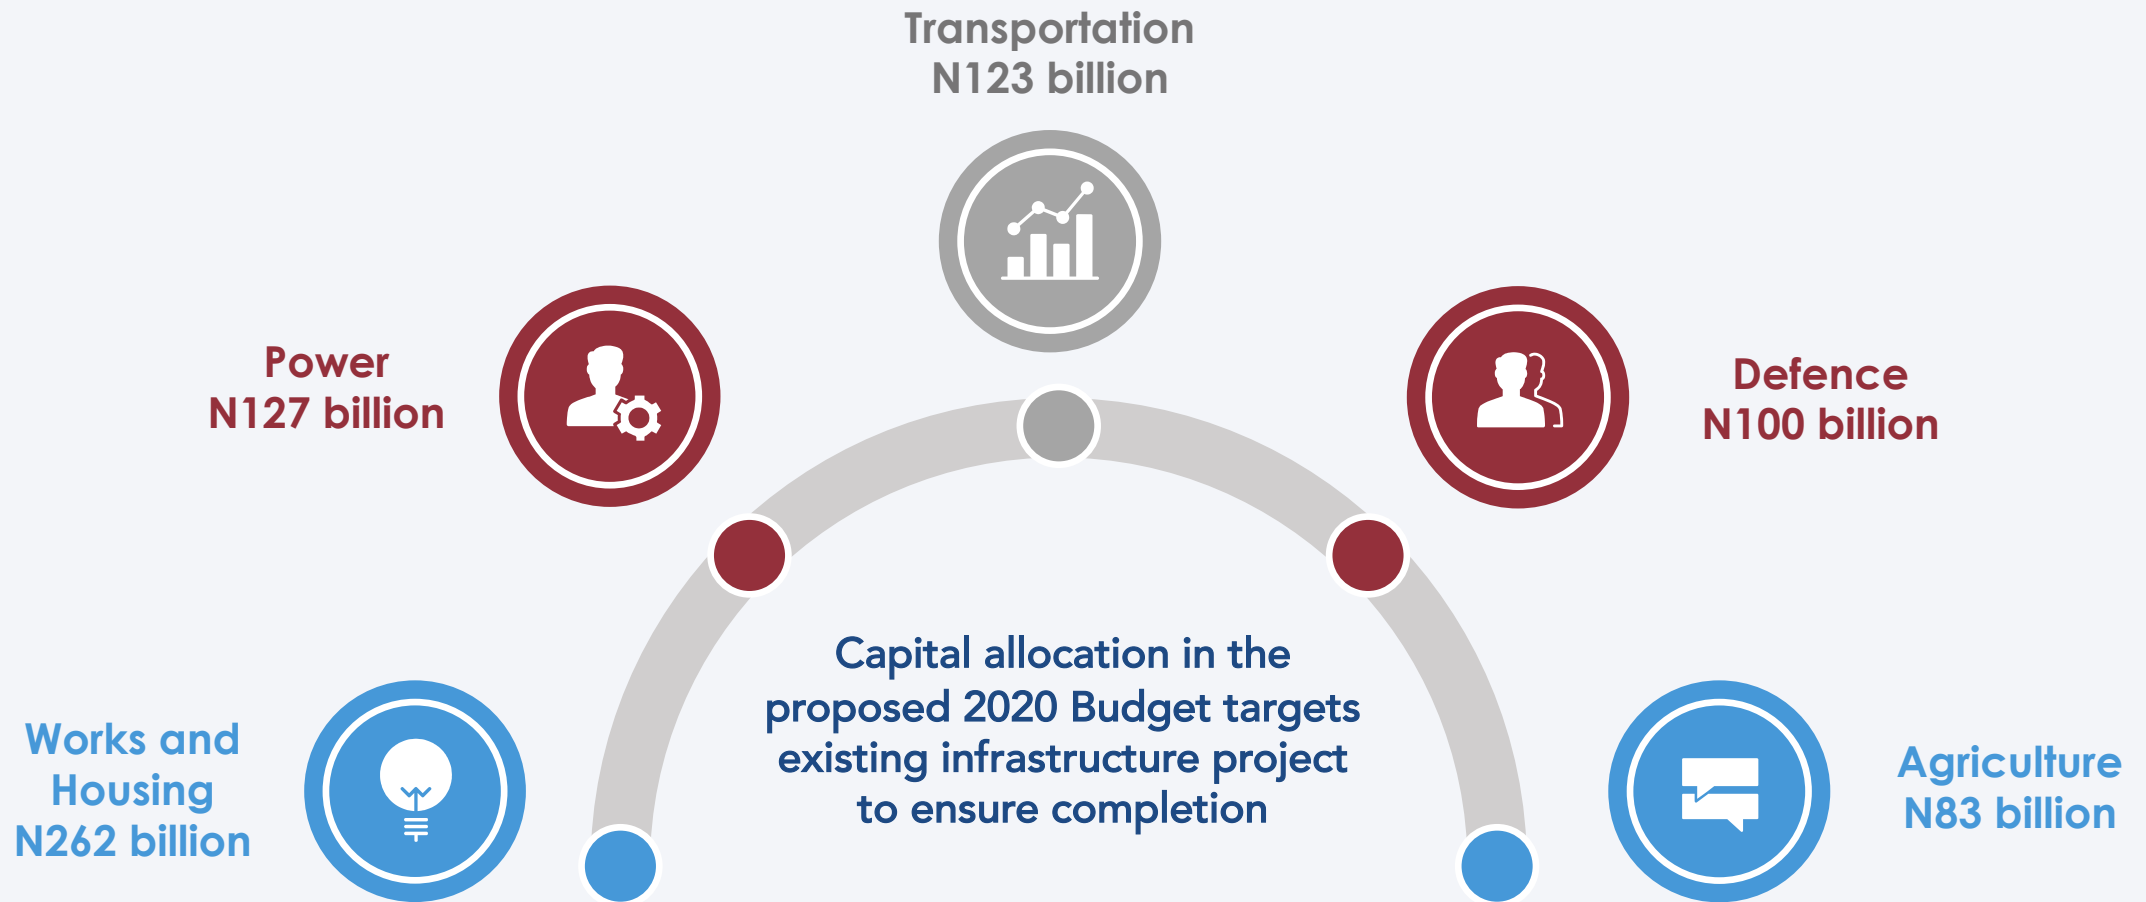 Transportation
N123 billion
Power
N127 billion
Defence
N100 billion
Works and
Housing
N262 billion
Capital allocation in the
proposed 2020 Budget targets
existing infrastructure project
to ensure completion
Agriculture
N83 billion